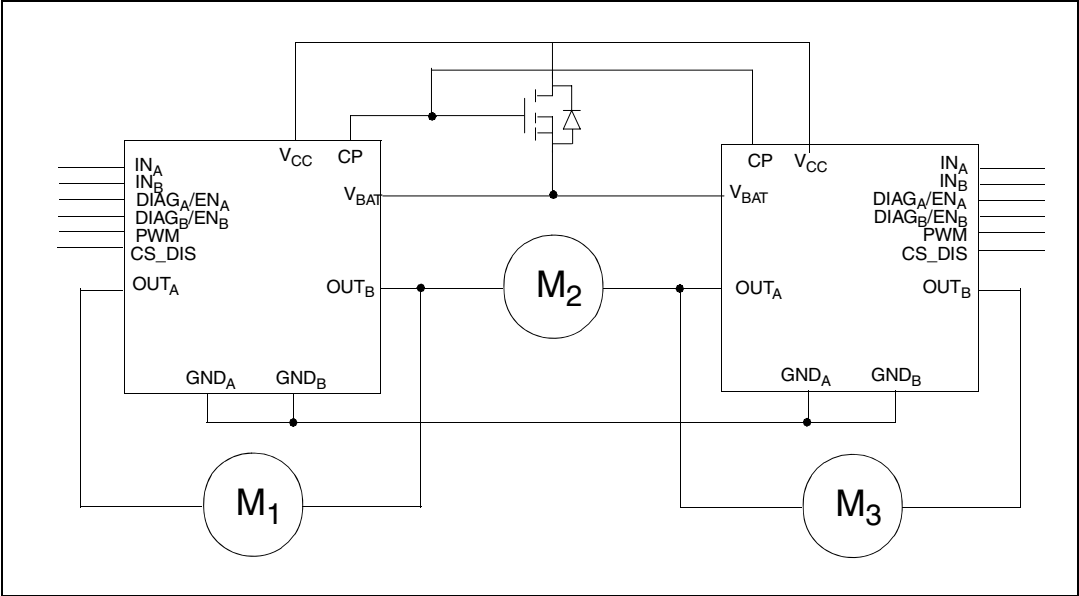 V_CC CP
IN_A
IN_B
DIAG_A/EN_A
DIAG_B/EN_B
PWM
CS_DIS
OUT_A
V_BAT
OUT_B
GND_A GND_B
M_1
M_2
CP V_CC
V_BAT
IN_A
IN_B
DIAG_A/EN_A
DIAG_B/EN_B
PWM
CS_DIS
OUT_A OUT_B
GND_A GND_B
M_3